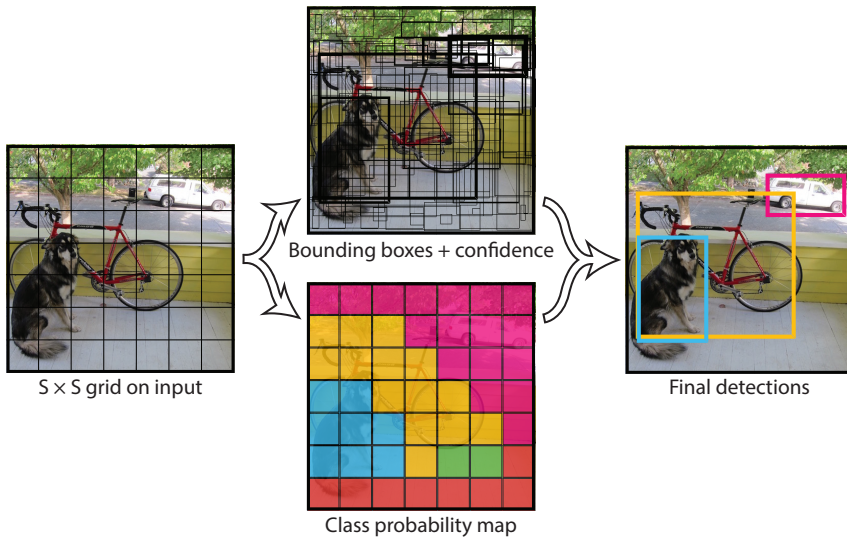 Bounding boxes + confidence
S × S grid on input
Final detections
Class probability map